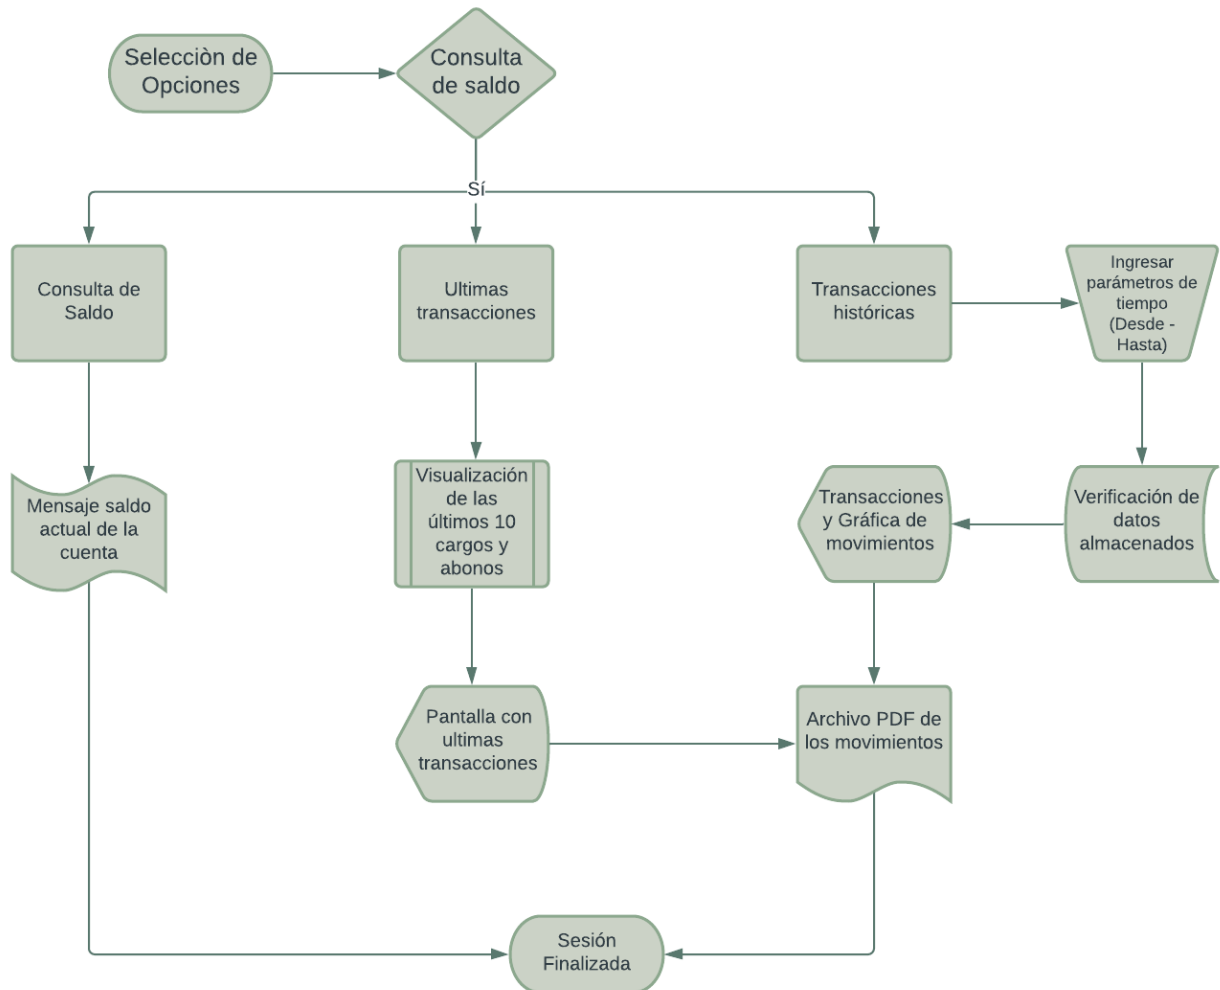 Selecciòn de
Opciones
Consulta
de saldo
Sí
Consulta de
Saldo
Ultimas
transacciones
Transacciones
históricas
Ingresar
parámetros de
tiempo
(Desde -
Hasta)
Mensaje saldo
actual de la
cuenta
Visualización
de las
últimos 10
cargos y
abonos
Transacciones
y Gráfica de
movimientos
Verificación de
datos
almacenados
Pantalla con
ultimas
transacciones
Archivo PDF de
los movimientos
Sesión
Finalizada